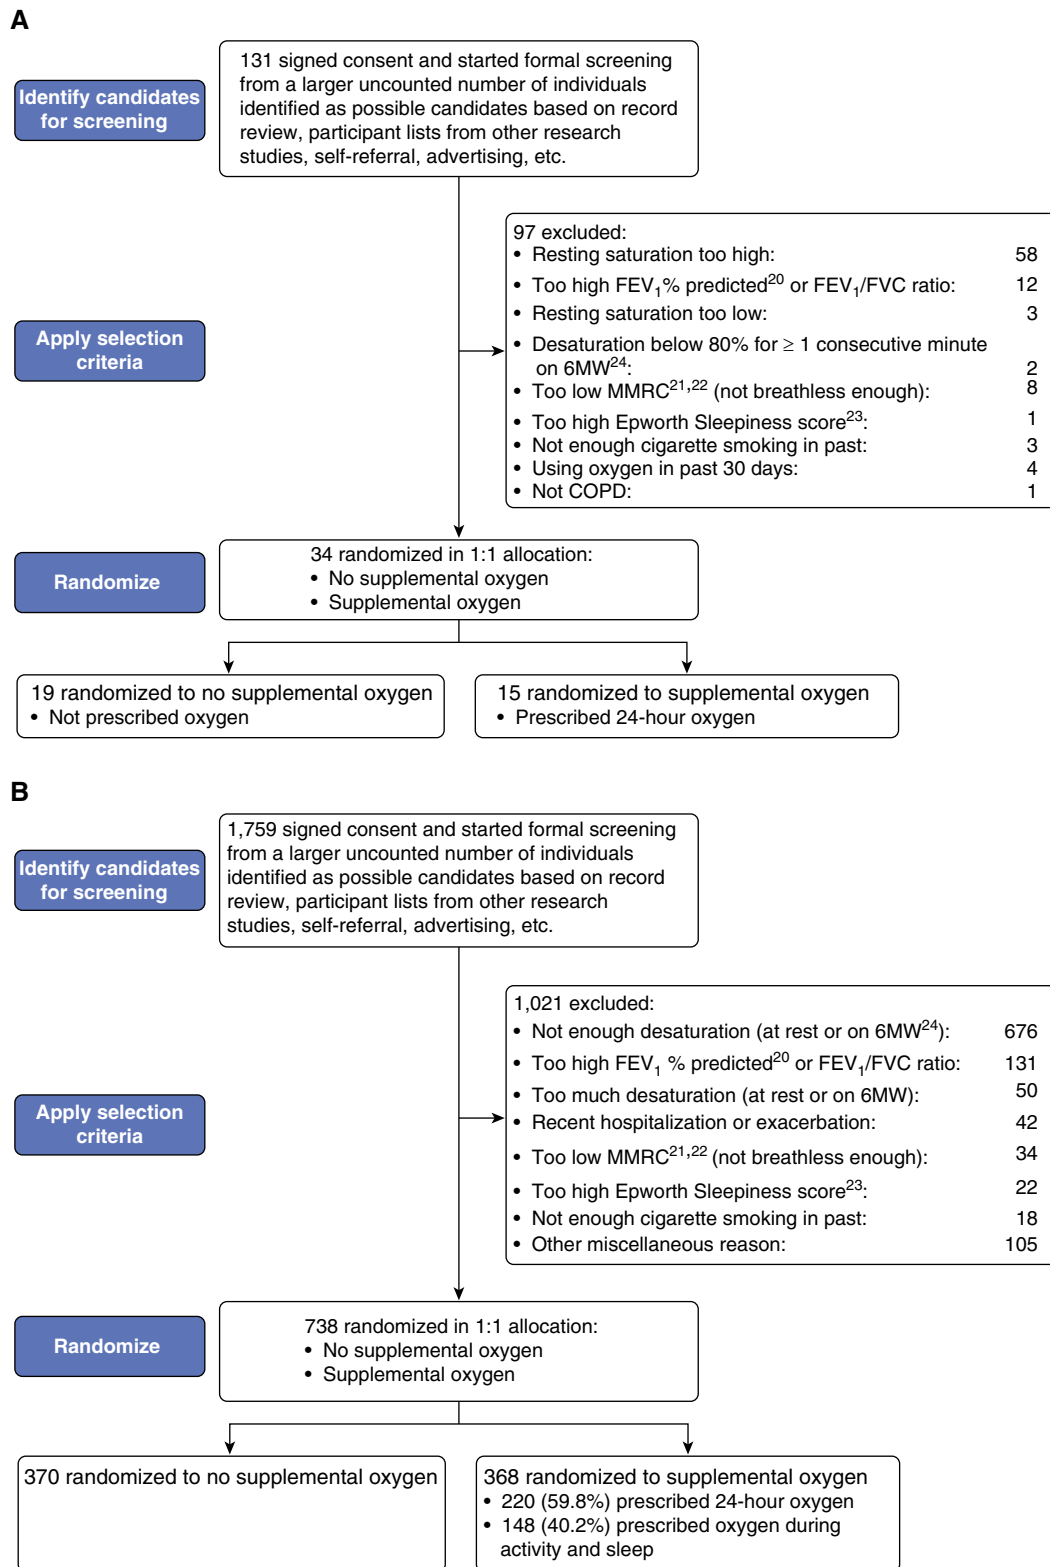 A
Identify candidates
for screening
131 signed consent and started formal screening
from a larger uncounted number of individuals
identified as possible candidates based on record
review, participant lists from other research
studies, self-referral, advertising, etc.
Apply selection
criteria
97 excluded:
• Resting saturation too high: 58
• Too high FEV1% predicted20 or FEV1/FVC ratio: 12
• Resting saturation too low: 3
• Desaturation below 80% for ≥ 1 consecutive minute
on 6MW24: 2
• Too low MMRC21,22 (not breathless enough): 8
• Too high Epworth Sleepiness score23: 1
• Not enough cigarette smoking in past: 3
• Using oxygen in past 30 days: 4
• Not COPD: 1
Randomize
34 randomized in 1:1 allocation:
• No supplemental oxygen
• Supplemental oxygen
19 randomized to no supplemental oxygen
• Not prescribed oxygen
15 randomized to supplemental oxygen
• Prescribed 24-hour oxygen
B
Identify candidates
for screening
1,759 signed consent and started formal screening
from a larger uncounted number of individuals
identified as possible candidates based on record
review, participant lists from other research
studies, self-referral, advertising, etc.
Apply selection
criteria
1,021 excluded:
• Not enough desaturation (at rest or on 6MW24): 676
• Too high FEV1 % predicted20 or FEV1/FVC ratio: 131
• Too much desaturation (at rest or on 6MW): 50
• Recent hospitalization or exacerbation: 42
• Too low MMRC21,22 (not breathless enough): 34
• Too high Epworth Sleepiness score23: 22
• Not enough cigarette smoking in past: 18
• Other miscellaneous reason: 105
Randomize
738 randomized in 1:1 allocation:
• No supplemental oxygen
• Supplemental oxygen
370 randomized to no supplemental oxygen
368 randomized to supplemental oxygen
• 220 (59.8%) prescribed 24-hour oxygen
• 148 (40.2%) prescribed oxygen during
activity and sleep